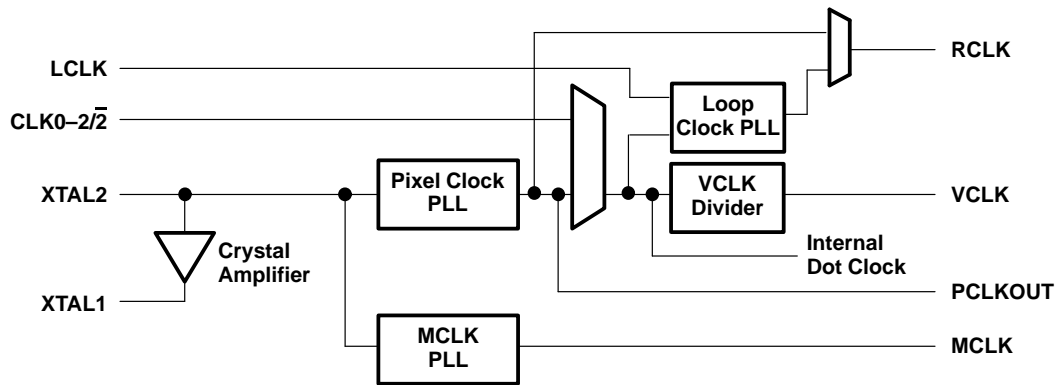 LCLK
CLK0–2/2̅
XTAL2
XTAL1
Crystal
Amplifier
Pixel Clock
PLL
MCLK
PLL
Loop
Clock PLL
VCLK
Divider
Internal
Dot Clock
RCLK
VCLK
PCLKOUT
MCLK